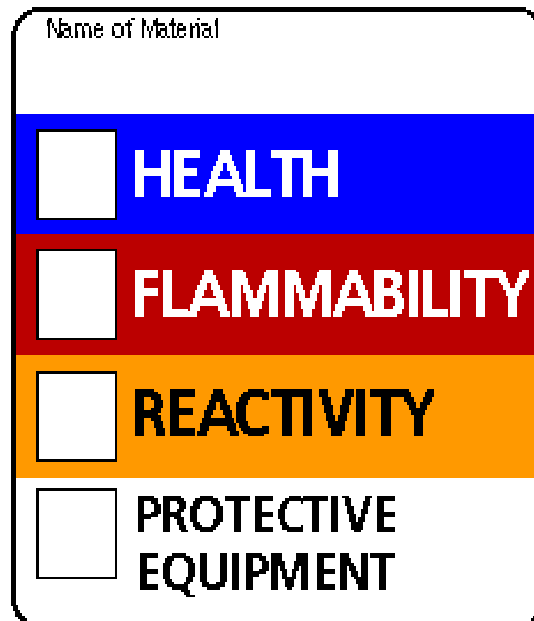 Name of Material
HEALTH
FLAMMABILITY
REACTIVITY
PROTECTIVE
EQUIPMENT